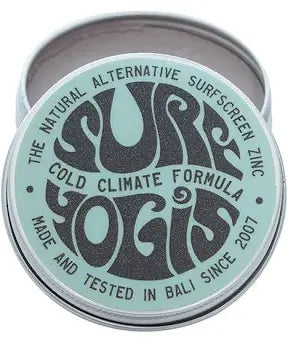 THE NATURAL ALTERNATIVE SURFSCREEN ZINC
SURF
COLD CLIMATE FORMULA
YOGIS
MADE AND TESTED IN BALI SINCE 2007